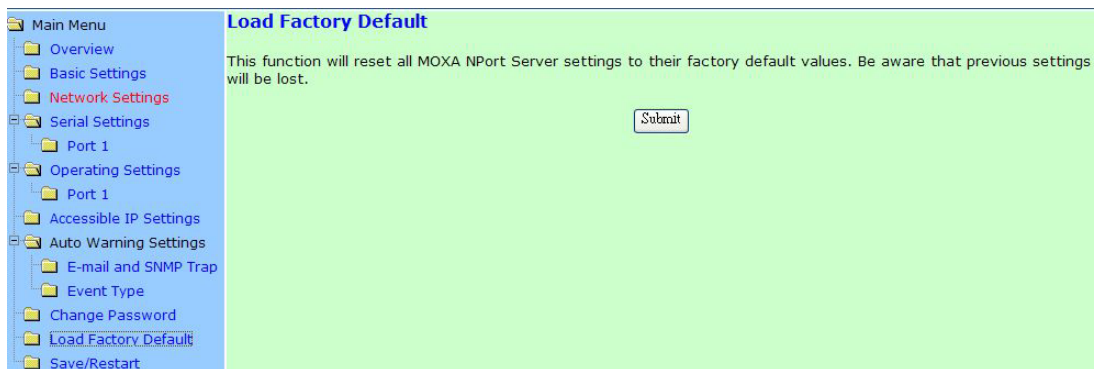 Main Menu
Overview
Basic Settings
Network Settings
Serial Settings
Port 1
Operating Settings
Port 1
Accessible IP Settings
Auto Warning Settings
E-mail and SNMP Trap
Event Type
Change Password
Load Factory Default
Save/Restart
Load Factory Default
This function will reset all MOXA NPort Server settings to their factory default values. Be aware that previous settings
will be lost.
Submit